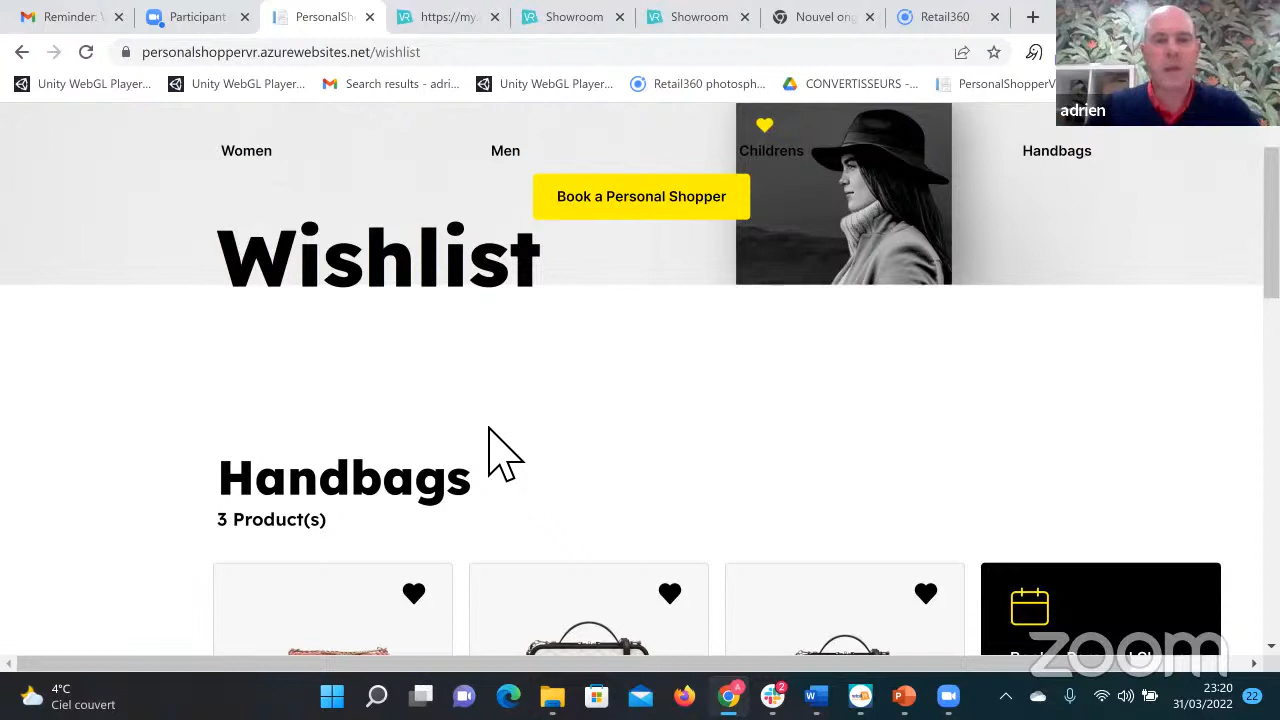 Reminder: V
Participant
PersonalSh
https://my.
Showroom
Showroom
Nouvel on
Retail360
personalshoppervr.azurewebsites.net/wishlist
Unity WebGL Player...
Unity WebGL Player...
Search results - adri...
Unity WebGL Player...
Retail360 photosph...
CONVERTISSEURS -...
PersonalShopperV
adrien
Women
Men
Childrens
Handbags
Book a Personal Shopper
Wishlist
Handbags
3 Product(s)
zoom
4°C
Ciel couvert
23:20
31/03/2022
22
A
2